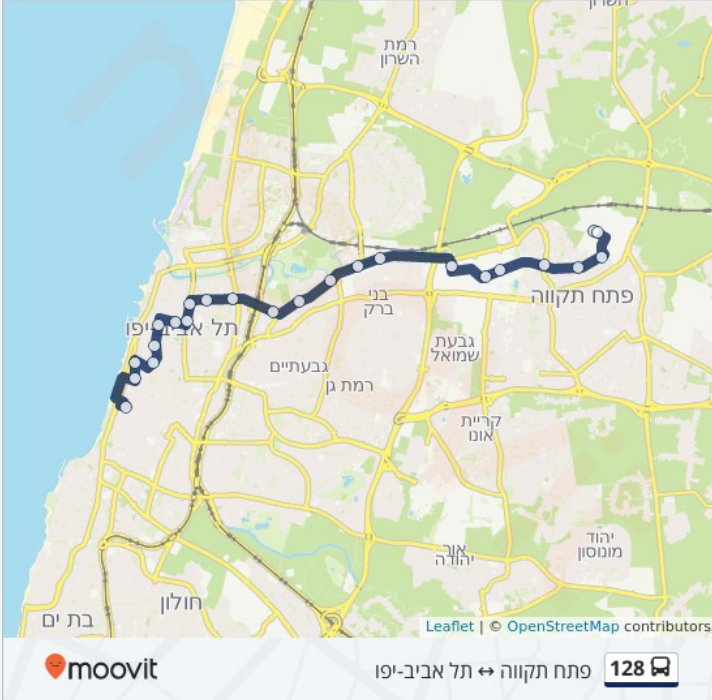 השרון
רמת
השרון
פתח תקווה
בני
ברק
תל אביב-יפו
גבעת
שמואל
גבעתיים
רמת גן
קריית
אונו
אור
יהודה
יהוד
מונוסון
חולון
בת ים
Leaflet | © OpenStreetMap contributors
moovit
פתח תקווה ↔ תל אביב-יפו
128